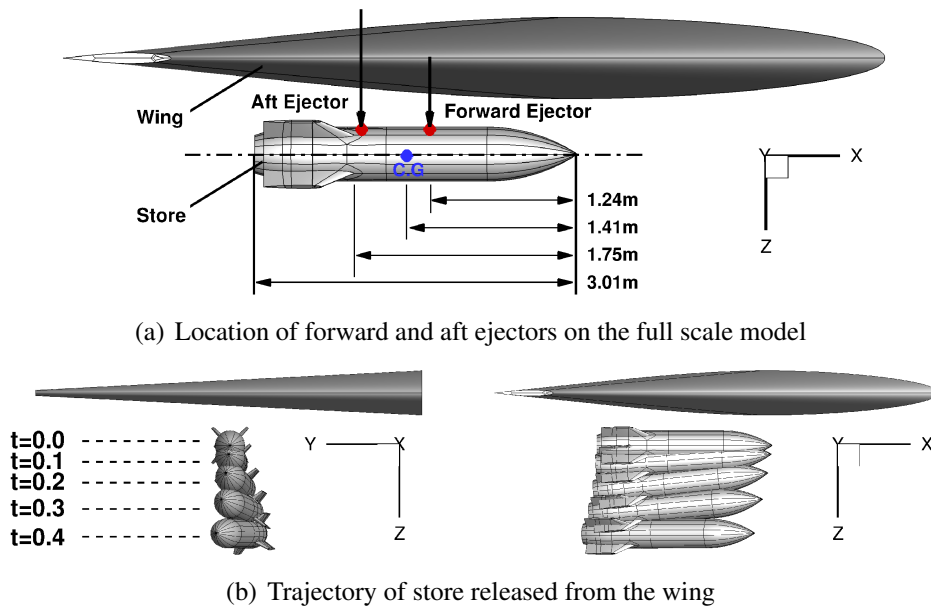 Aft Ejector
Forward Ejector
Wing
C.G
Y X
Store
Z
1.24m
1.41m
1.75m
3.01m
(a) Location of forward and aft ejectors on the full scale model
t=0.0
t=0.1
t=0.2
t=0.3
t=0.4
Y X
Z
Y X
Z
(b) Trajectory of store released from the wing